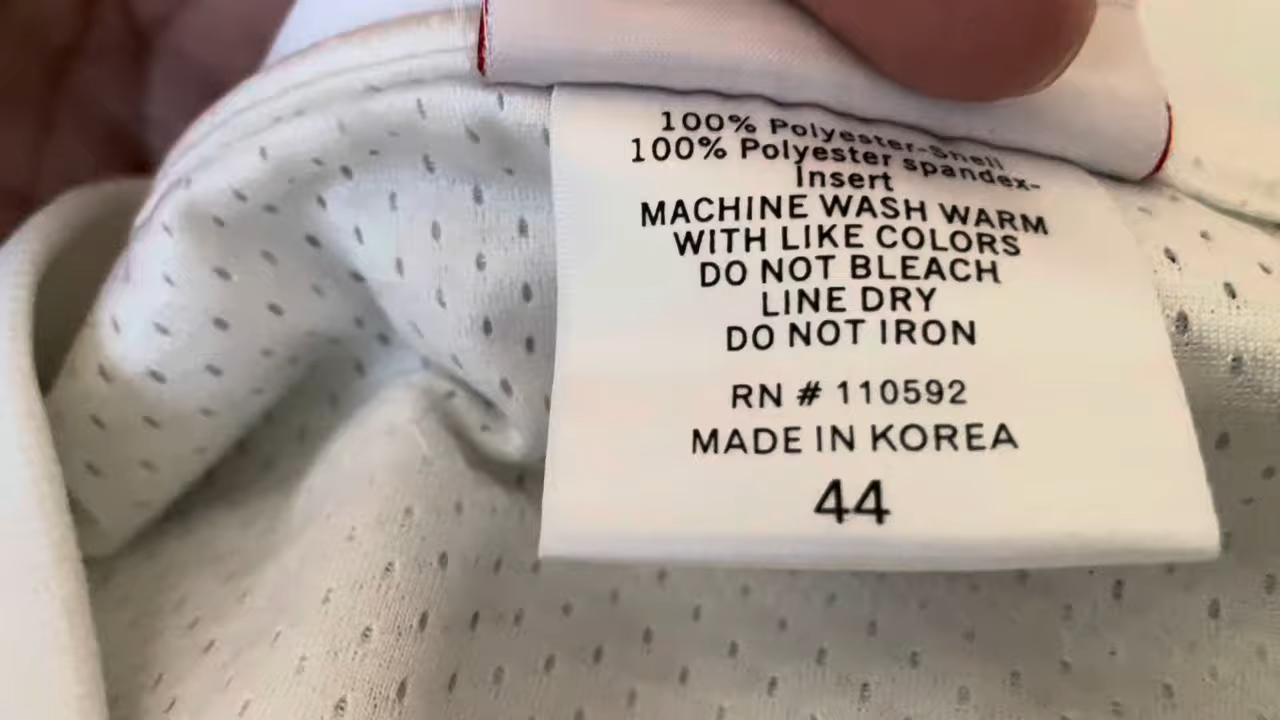 100% Polyester-Shell
100% Polyester spandex-
Insert
MACHINE WASH WARM
WITH LIKE COLORS
DO NOT BLEACH
LINE DRY
DO NOT IRON
RN # 110592
MADE IN KOREA
44